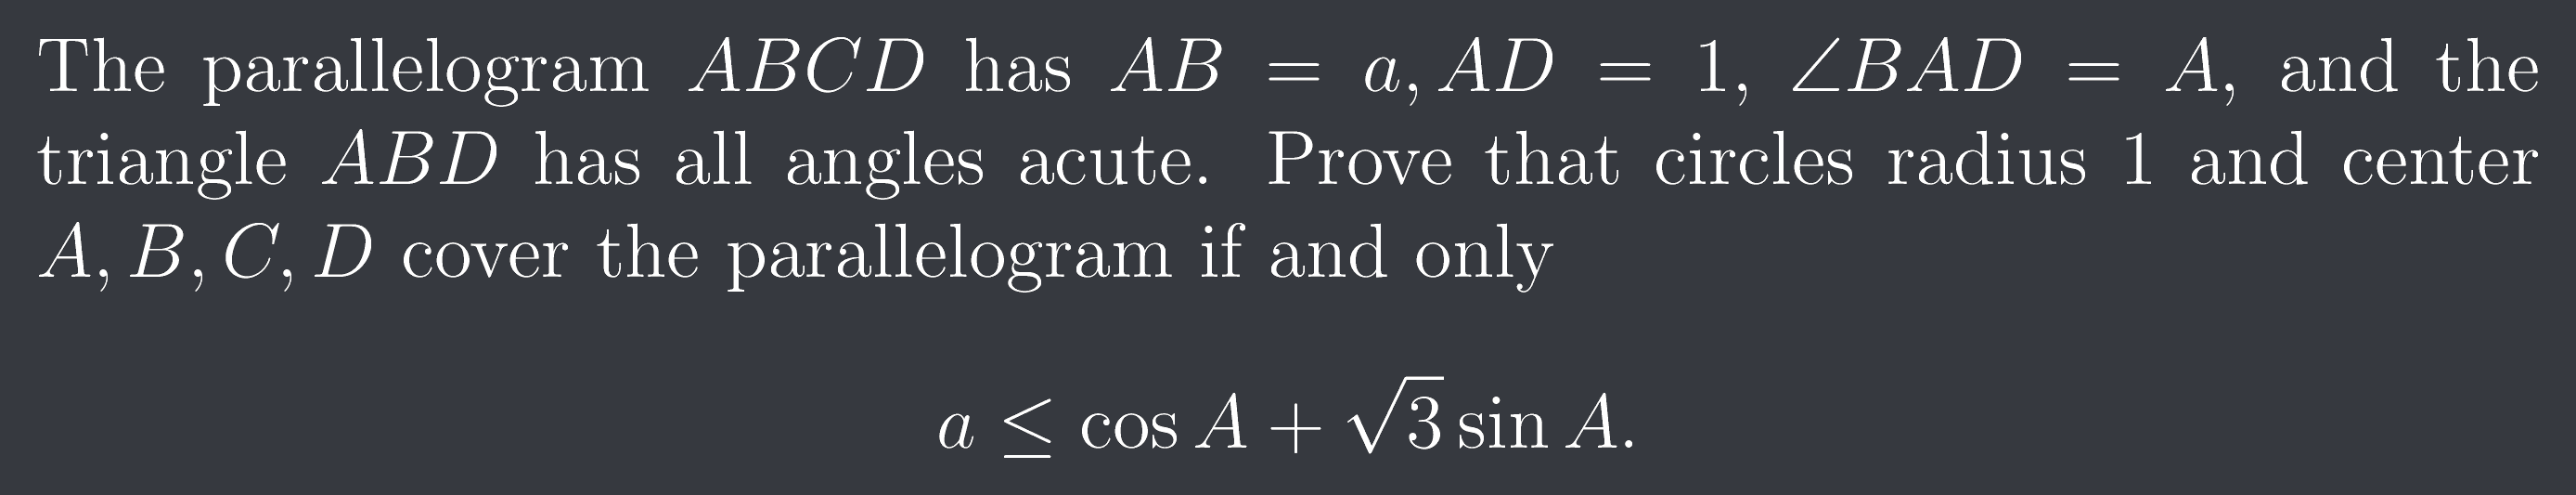 The parallelogram ABCD has AB = a, AD = 1, ∠BAD = A, and the
triangle ABD has all angles acute. Prove that circles radius 1 and center
A, B, C, D cover the parallelogram if and only
a ≤ cos A + √3 sin A.